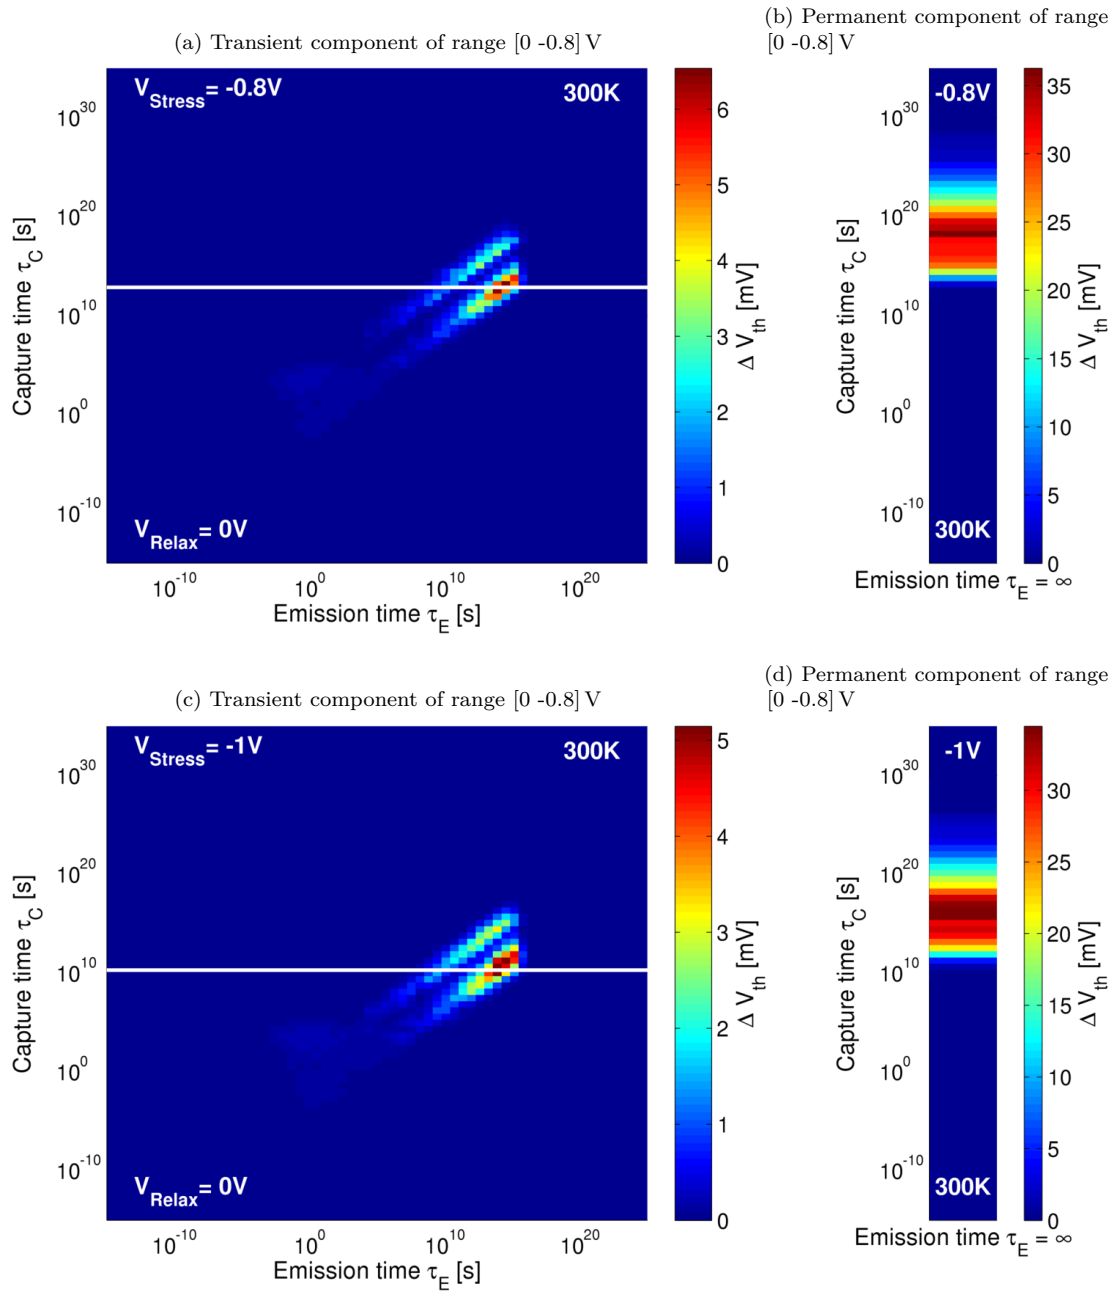 (a) Transient component of range [0 -0.8] V
(b) Permanent component of range
[0 -0.8] V
V_Stress = -0.8V
300K
10^30
10^20
10^10
10^0
10^-10
Capture time τ_C [s]
V_Relax = 0V
10^-10
10^0
10^10
10^20
Emission time τ_E [s]
6
5
4
3
2
1
0
Δ V_th [mV]
-0.8V
10^30
10^20
10^10
10^0
10^-10
Capture time τ_C [s]
300K
Emission time τ_E = ∞
35
30
25
20
15
10
5
0
Δ V_th [mV]
(c) Transient component of range [0 -0.8] V
(d) Permanent component of range
[0 -0.8] V
V_Stress = -1V
300K
10^30
10^20
10^10
10^0
10^-10
Capture time τ_C [s]
V_Relax = 0V
10^-10
10^0
10^10
10^20
Emission time τ_E [s]
5
4
3
2
1
0
Δ V_th [mV]
-1V
10^30
10^20
10^10
10^0
10^-10
Capture time τ_C [s]
300K
Emission time τ_E = ∞
30
25
20
15
10
5
0
Δ V_th [mV]